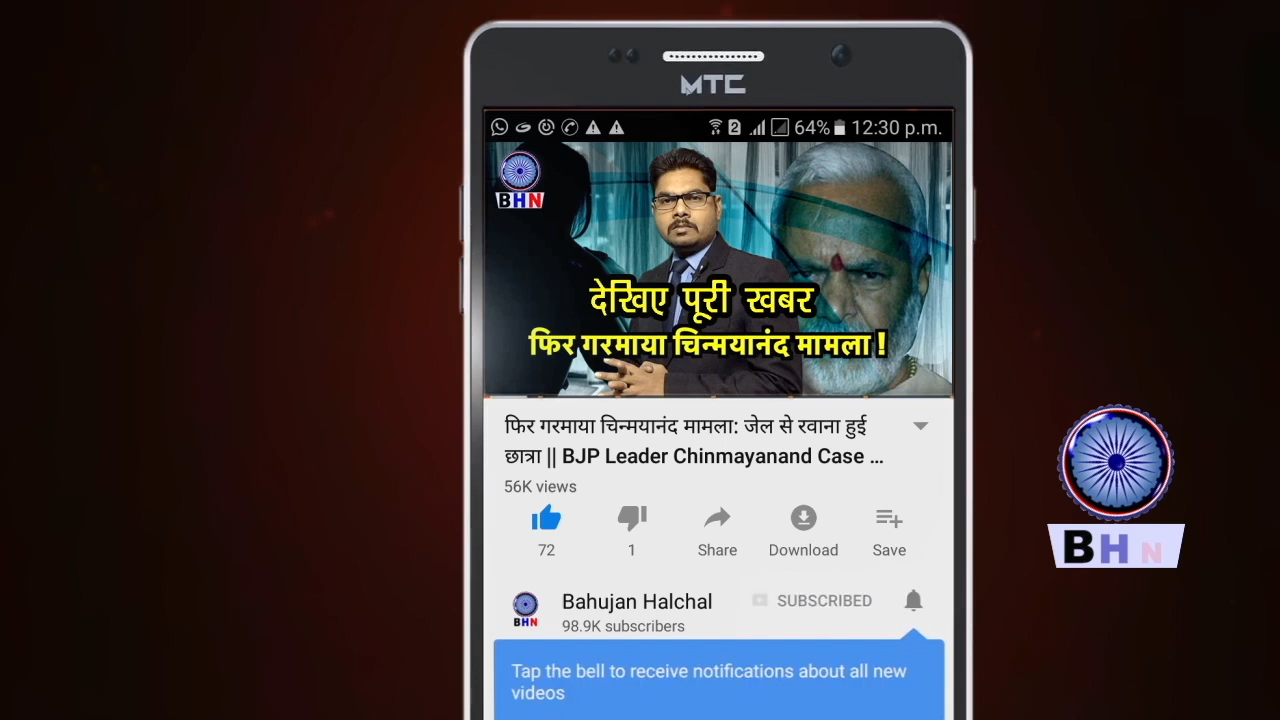 MTC
2 64% 12:30 p.m.
BHN
देखिए पूरी खबर
फिर गरमाया चिन्मयानंद मामला !
फिर गरमाया चिन्मयानंद मामला: जेल से रवाना हुई
छात्रा || BJP Leader Chinmayanand Case ...
56K views
72 1 Share Download Save
Bahujan Halchal SUBSCRIBED
98.9K subscribers
BHN
Tap the bell to receive notifications about all new
videos
BHN